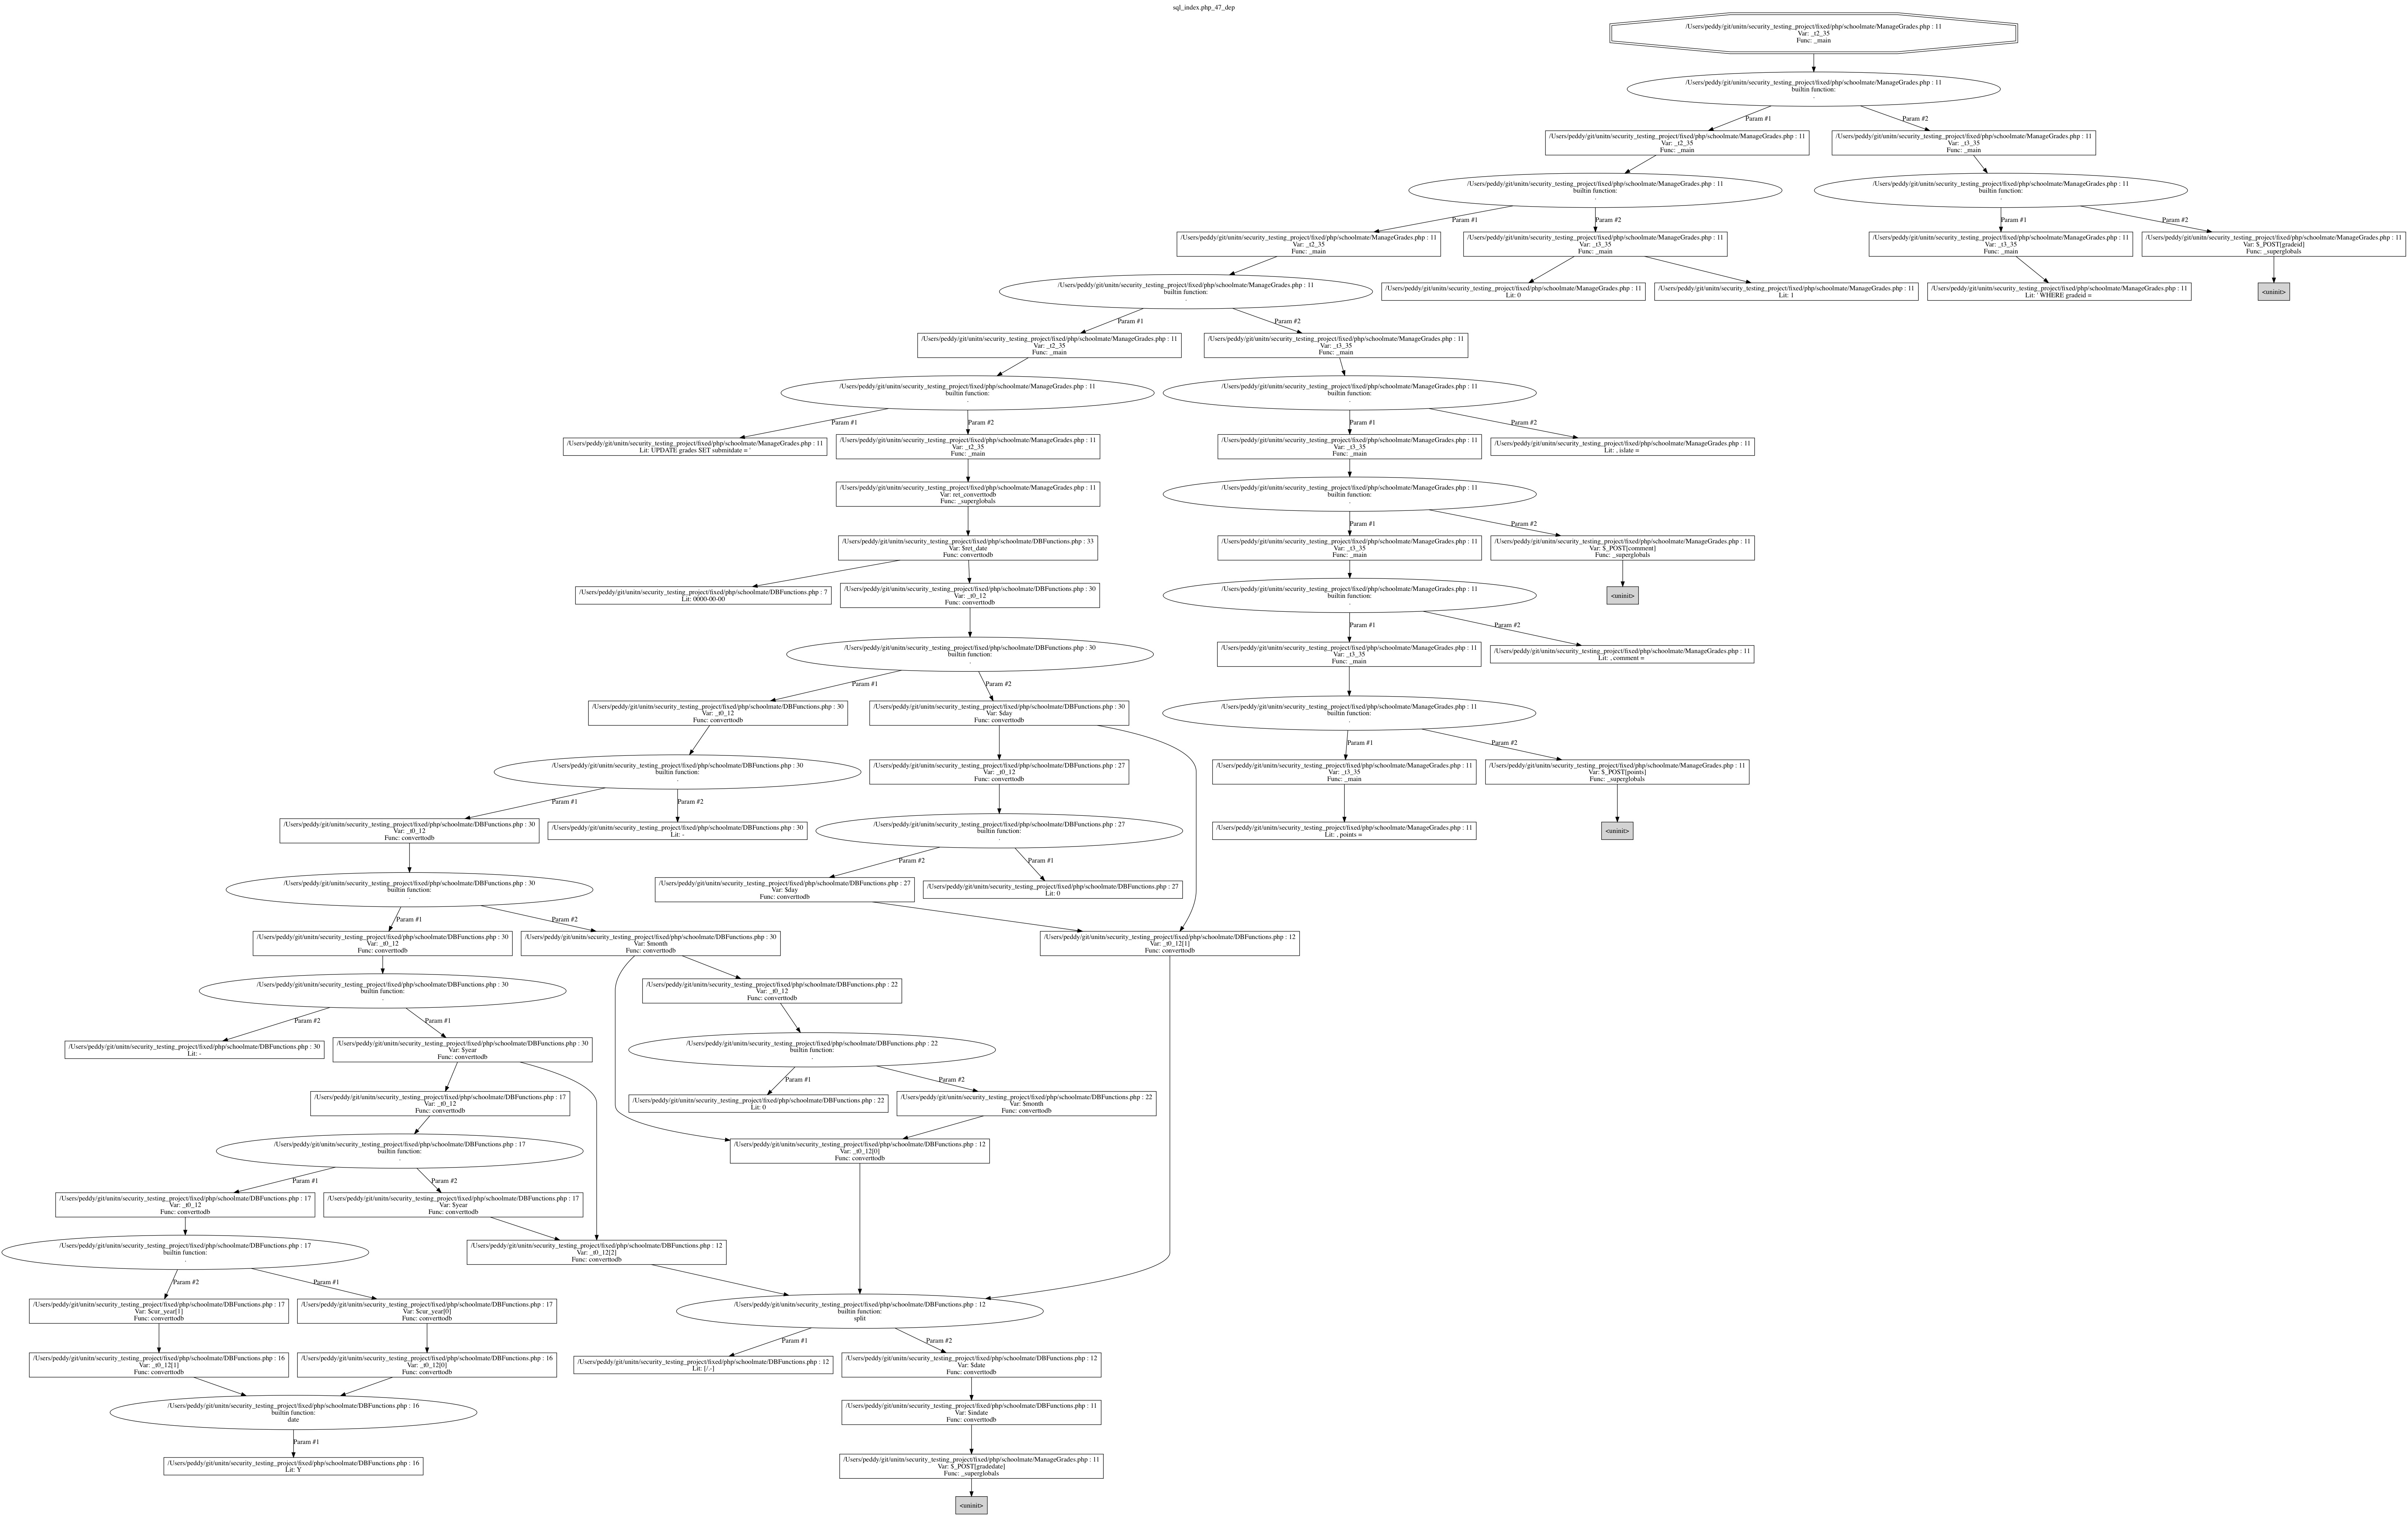 sql_index.php_47_dep
/Users/peddy/git/unitn/security_testing_project/fixed/php/schoolmate/ManageGrades.php : 11
Var: _t2_35
Func: _main
/Users/peddy/git/unitn/security_testing_project/fixed/php/schoolmate/ManageGrades.php : 11
builtin function:
.
Param #1
Param #2
/Users/peddy/git/unitn/security_testing_project/fixed/php/schoolmate/ManageGrades.php : 11
Var: _t2_35
Func: _main
/Users/peddy/git/unitn/security_testing_project/fixed/php/schoolmate/ManageGrades.php : 11
Var: _t3_35
Func: _main
/Users/peddy/git/unitn/security_testing_project/fixed/php/schoolmate/ManageGrades.php : 11
builtin function:
.
/Users/peddy/git/unitn/security_testing_project/fixed/php/schoolmate/ManageGrades.php : 11
builtin function:
.
Param #1
Param #2
Param #1
Param #2
/Users/peddy/git/unitn/security_testing_project/fixed/php/schoolmate/ManageGrades.php : 11
Var: _t2_35
Func: _main
/Users/peddy/git/unitn/security_testing_project/fixed/php/schoolmate/ManageGrades.php : 11
Var: _t3_35
Func: _main
/Users/peddy/git/unitn/security_testing_project/fixed/php/schoolmate/ManageGrades.php : 11
Var: _t3_35
Func: _main
/Users/peddy/git/unitn/security_testing_project/fixed/php/schoolmate/ManageGrades.php : 11
Var: $_POST[gradeid]
Func: _superglobals
/Users/peddy/git/unitn/security_testing_project/fixed/php/schoolmate/ManageGrades.php : 11
builtin function:
.
/Users/peddy/git/unitn/security_testing_project/fixed/php/schoolmate/ManageGrades.php : 11
Lit: 0
/Users/peddy/git/unitn/security_testing_project/fixed/php/schoolmate/ManageGrades.php : 11
Lit: 1
/Users/peddy/git/unitn/security_testing_project/fixed/php/schoolmate/ManageGrades.php : 11
Lit: ' WHERE gradeid =
<uninit>
Param #1
Param #2
/Users/peddy/git/unitn/security_testing_project/fixed/php/schoolmate/ManageGrades.php : 11
Var: _t2_35
Func: _main
/Users/peddy/git/unitn/security_testing_project/fixed/php/schoolmate/ManageGrades.php : 11
Var: _t3_35
Func: _main
/Users/peddy/git/unitn/security_testing_project/fixed/php/schoolmate/ManageGrades.php : 11
builtin function:
.
/Users/peddy/git/unitn/security_testing_project/fixed/php/schoolmate/ManageGrades.php : 11
builtin function:
.
Param #1
Param #2
Param #1
Param #2
/Users/peddy/git/unitn/security_testing_project/fixed/php/schoolmate/ManageGrades.php : 11
Lit: UPDATE grades SET submitdate = '
/Users/peddy/git/unitn/security_testing_project/fixed/php/schoolmate/ManageGrades.php : 11
Var: _t2_35
Func: _main
/Users/peddy/git/unitn/security_testing_project/fixed/php/schoolmate/ManageGrades.php : 11
Var: _t3_35
Func: _main
/Users/peddy/git/unitn/security_testing_project/fixed/php/schoolmate/ManageGrades.php : 11
Lit: , islate =
/Users/peddy/git/unitn/security_testing_project/fixed/php/schoolmate/ManageGrades.php : 11
Var: ret_converttodb
Func: _superglobals
/Users/peddy/git/unitn/security_testing_project/fixed/php/schoolmate/ManageGrades.php : 11
builtin function:
.
Param #1
Param #2
/Users/peddy/git/unitn/security_testing_project/fixed/php/schoolmate/DBFunctions.php : 33
Var: $ret_date
Func: converttodb
/Users/peddy/git/unitn/security_testing_project/fixed/php/schoolmate/ManageGrades.php : 11
Var: _t3_35
Func: _main
/Users/peddy/git/unitn/security_testing_project/fixed/php/schoolmate/ManageGrades.php : 11
Var: $_POST[comment]
Func: _superglobals
/Users/peddy/git/unitn/security_testing_project/fixed/php/schoolmate/DBFunctions.php : 7
Lit: 0000-00-00
/Users/peddy/git/unitn/security_testing_project/fixed/php/schoolmate/DBFunctions.php : 30
Var: _t0_12
Func: converttodb
/Users/peddy/git/unitn/security_testing_project/fixed/php/schoolmate/ManageGrades.php : 11
builtin function:
.
<uninit>
Param #1
Param #2
/Users/peddy/git/unitn/security_testing_project/fixed/php/schoolmate/DBFunctions.php : 30
builtin function:
.
/Users/peddy/git/unitn/security_testing_project/fixed/php/schoolmate/ManageGrades.php : 11
Var: _t3_35
Func: _main
/Users/peddy/git/unitn/security_testing_project/fixed/php/schoolmate/ManageGrades.php : 11
Lit: , comment =
Param #1
Param #2
/Users/peddy/git/unitn/security_testing_project/fixed/php/schoolmate/DBFunctions.php : 30
Var: _t0_12
Func: converttodb
/Users/peddy/git/unitn/security_testing_project/fixed/php/schoolmate/DBFunctions.php : 30
Var: $day
Func: converttodb
/Users/peddy/git/unitn/security_testing_project/fixed/php/schoolmate/ManageGrades.php : 11
builtin function:
.
Param #1
Param #2
/Users/peddy/git/unitn/security_testing_project/fixed/php/schoolmate/DBFunctions.php : 30
builtin function:
.
/Users/peddy/git/unitn/security_testing_project/fixed/php/schoolmate/DBFunctions.php : 27
Var: _t0_12
Func: converttodb
/Users/peddy/git/unitn/security_testing_project/fixed/php/schoolmate/ManageGrades.php : 11
Var: _t3_35
Func: _main
/Users/peddy/git/unitn/security_testing_project/fixed/php/schoolmate/ManageGrades.php : 11
Var: $_POST[points]
Func: _superglobals
Param #1
Param #2
/Users/peddy/git/unitn/security_testing_project/fixed/php/schoolmate/DBFunctions.php : 30
Var: _t0_12
Func: converttodb
/Users/peddy/git/unitn/security_testing_project/fixed/php/schoolmate/DBFunctions.php : 30
Lit: -
/Users/peddy/git/unitn/security_testing_project/fixed/php/schoolmate/DBFunctions.php : 27
builtin function:
.
/Users/peddy/git/unitn/security_testing_project/fixed/php/schoolmate/ManageGrades.php : 11
Lit: , points =
<uninit>
Param #2
Param #1
/Users/peddy/git/unitn/security_testing_project/fixed/php/schoolmate/DBFunctions.php : 30
builtin function:
.
/Users/peddy/git/unitn/security_testing_project/fixed/php/schoolmate/DBFunctions.php : 27
Var: $day
Func: converttodb
/Users/peddy/git/unitn/security_testing_project/fixed/php/schoolmate/DBFunctions.php : 27
Lit: 0
Param #1
Param #2
/Users/peddy/git/unitn/security_testing_project/fixed/php/schoolmate/DBFunctions.php : 30
Var: _t0_12
Func: converttodb
/Users/peddy/git/unitn/security_testing_project/fixed/php/schoolmate/DBFunctions.php : 30
Var: $month
Func: converttodb
/Users/peddy/git/unitn/security_testing_project/fixed/php/schoolmate/DBFunctions.php : 12
Var: _t0_12[1]
Func: converttodb
/Users/peddy/git/unitn/security_testing_project/fixed/php/schoolmate/DBFunctions.php : 30
builtin function:
.
/Users/peddy/git/unitn/security_testing_project/fixed/php/schoolmate/DBFunctions.php : 22
Var: _t0_12
Func: converttodb
Param #2
Param #1
/Users/peddy/git/unitn/security_testing_project/fixed/php/schoolmate/DBFunctions.php : 30
Lit: -
/Users/peddy/git/unitn/security_testing_project/fixed/php/schoolmate/DBFunctions.php : 30
Var: $year
Func: converttodb
/Users/peddy/git/unitn/security_testing_project/fixed/php/schoolmate/DBFunctions.php : 22
builtin function:
.
Param #1
Param #2
/Users/peddy/git/unitn/security_testing_project/fixed/php/schoolmate/DBFunctions.php : 17
Var: _t0_12
Func: converttodb
/Users/peddy/git/unitn/security_testing_project/fixed/php/schoolmate/DBFunctions.php : 22
Lit: 0
/Users/peddy/git/unitn/security_testing_project/fixed/php/schoolmate/DBFunctions.php : 22
Var: $month
Func: converttodb
/Users/peddy/git/unitn/security_testing_project/fixed/php/schoolmate/DBFunctions.php : 17
builtin function:
.
/Users/peddy/git/unitn/security_testing_project/fixed/php/schoolmate/DBFunctions.php : 12
Var: _t0_12[0]
Func: converttodb
Param #1
Param #2
/Users/peddy/git/unitn/security_testing_project/fixed/php/schoolmate/DBFunctions.php : 17
Var: _t0_12
Func: converttodb
/Users/peddy/git/unitn/security_testing_project/fixed/php/schoolmate/DBFunctions.php : 17
Var: $year
Func: converttodb
/Users/peddy/git/unitn/security_testing_project/fixed/php/schoolmate/DBFunctions.php : 17
builtin function:
.
/Users/peddy/git/unitn/security_testing_project/fixed/php/schoolmate/DBFunctions.php : 12
Var: _t0_12[2]
Func: converttodb
Param #2
Param #1
/Users/peddy/git/unitn/security_testing_project/fixed/php/schoolmate/DBFunctions.php : 17
Var: $cur_year[1]
Func: converttodb
/Users/peddy/git/unitn/security_testing_project/fixed/php/schoolmate/DBFunctions.php : 17
Var: $cur_year[0]
Func: converttodb
/Users/peddy/git/unitn/security_testing_project/fixed/php/schoolmate/DBFunctions.php : 12
builtin function:
split
Param #1
Param #2
/Users/peddy/git/unitn/security_testing_project/fixed/php/schoolmate/DBFunctions.php : 16
Var: _t0_12[1]
Func: converttodb
/Users/peddy/git/unitn/security_testing_project/fixed/php/schoolmate/DBFunctions.php : 16
Var: _t0_12[0]
Func: converttodb
/Users/peddy/git/unitn/security_testing_project/fixed/php/schoolmate/DBFunctions.php : 12
Lit: [/.-]
/Users/peddy/git/unitn/security_testing_project/fixed/php/schoolmate/DBFunctions.php : 12
Var: $date
Func: converttodb
/Users/peddy/git/unitn/security_testing_project/fixed/php/schoolmate/DBFunctions.php : 16
builtin function:
date
/Users/peddy/git/unitn/security_testing_project/fixed/php/schoolmate/DBFunctions.php : 11
Var: $indate
Func: converttodb
Param #1
/Users/peddy/git/unitn/security_testing_project/fixed/php/schoolmate/DBFunctions.php : 16
Lit: Y
/Users/peddy/git/unitn/security_testing_project/fixed/php/schoolmate/ManageGrades.php : 11
Var: $_POST[gradedate]
Func: _superglobals
<uninit>